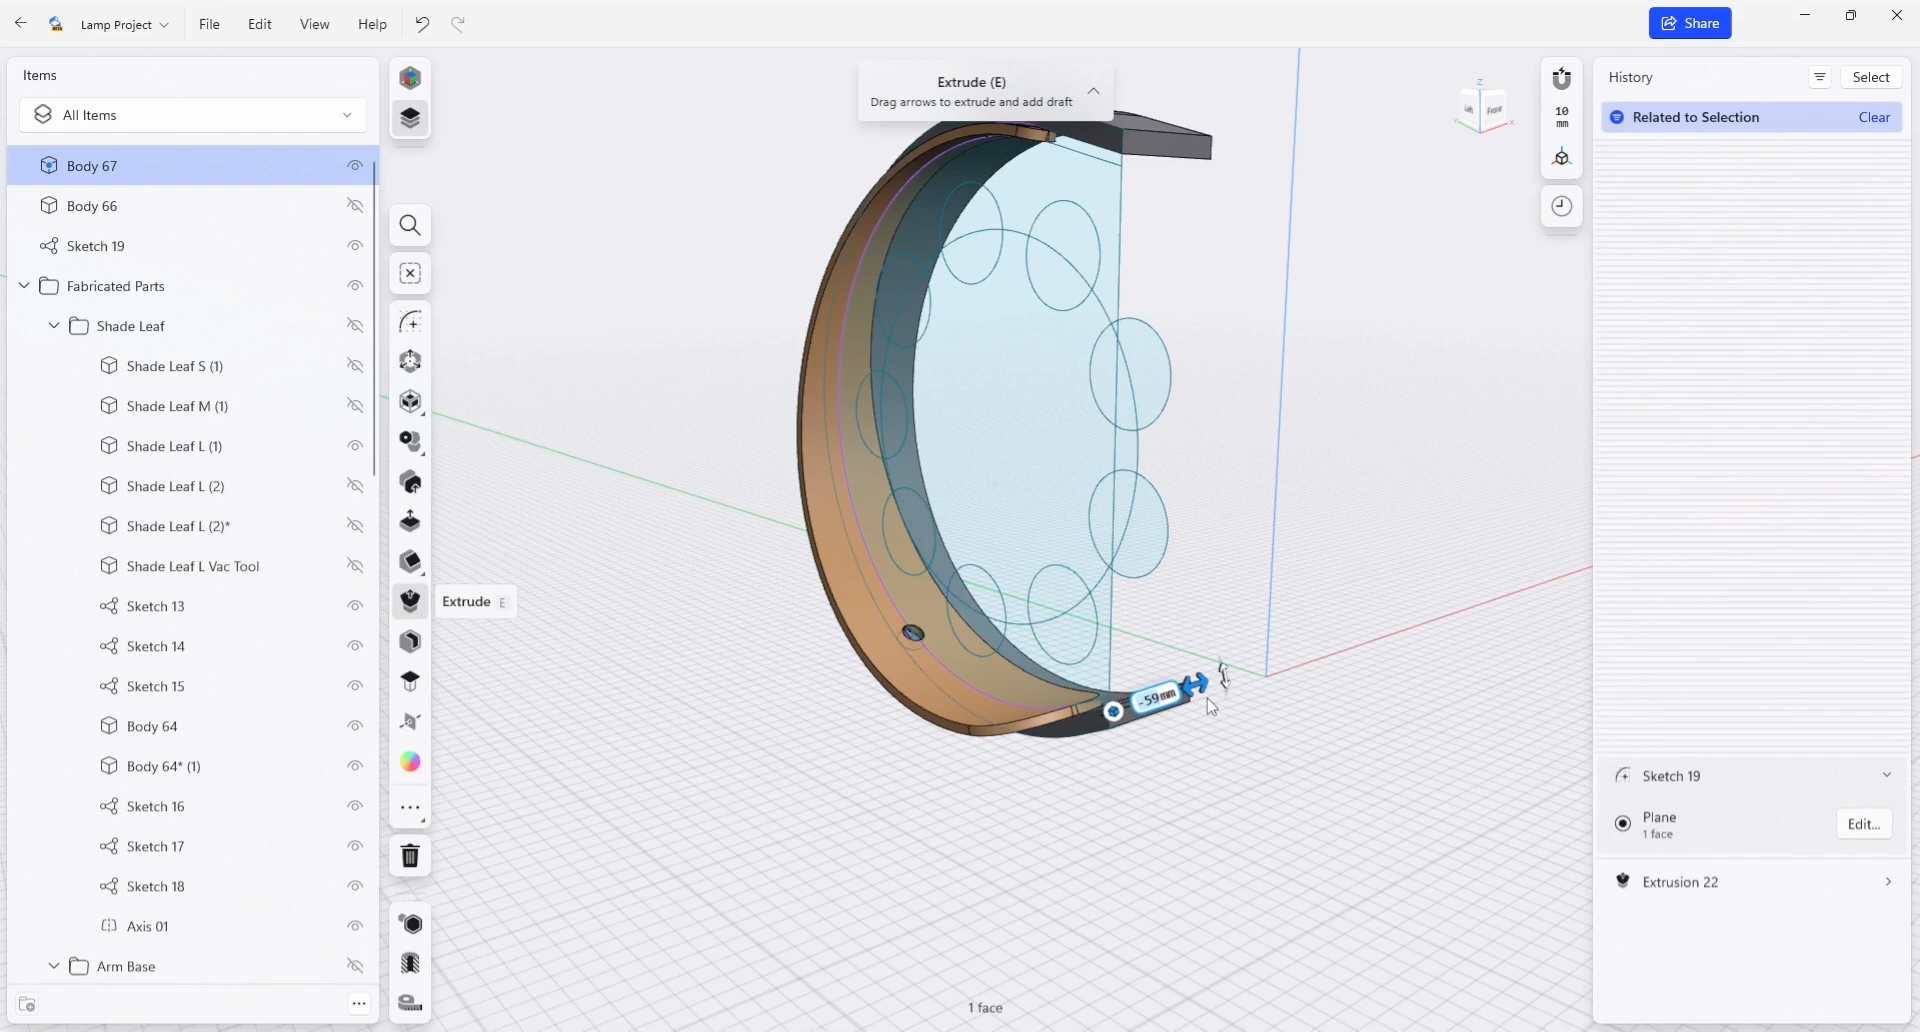 Lamp Project
File
Edit
View
Help
Share
Items
All Items
Body 67
Body 66
Sketch 19
Fabricated Parts
Shade Leaf
Shade Leaf S (1)
Shade Leaf M (1)
Shade Leaf L (1)
Shade Leaf L (2)
Shade Leaf L (2)*
Shade Leaf L Vac Tool
Sketch 13
Sketch 14
Sketch 15
Body 64
Body 64* (1)
Sketch 16
Sketch 17
Sketch 18
Axis 01
Arm Base
Extrude E
Extrude (E)
Drag arrows to extrude and add draft
-59 mm
1 face
Z
Left
Front
Y
X
10
mm
History
Select
Related to Selection
Clear
Sketch 19
Plane
1 face
Edit...
Extrusion 22